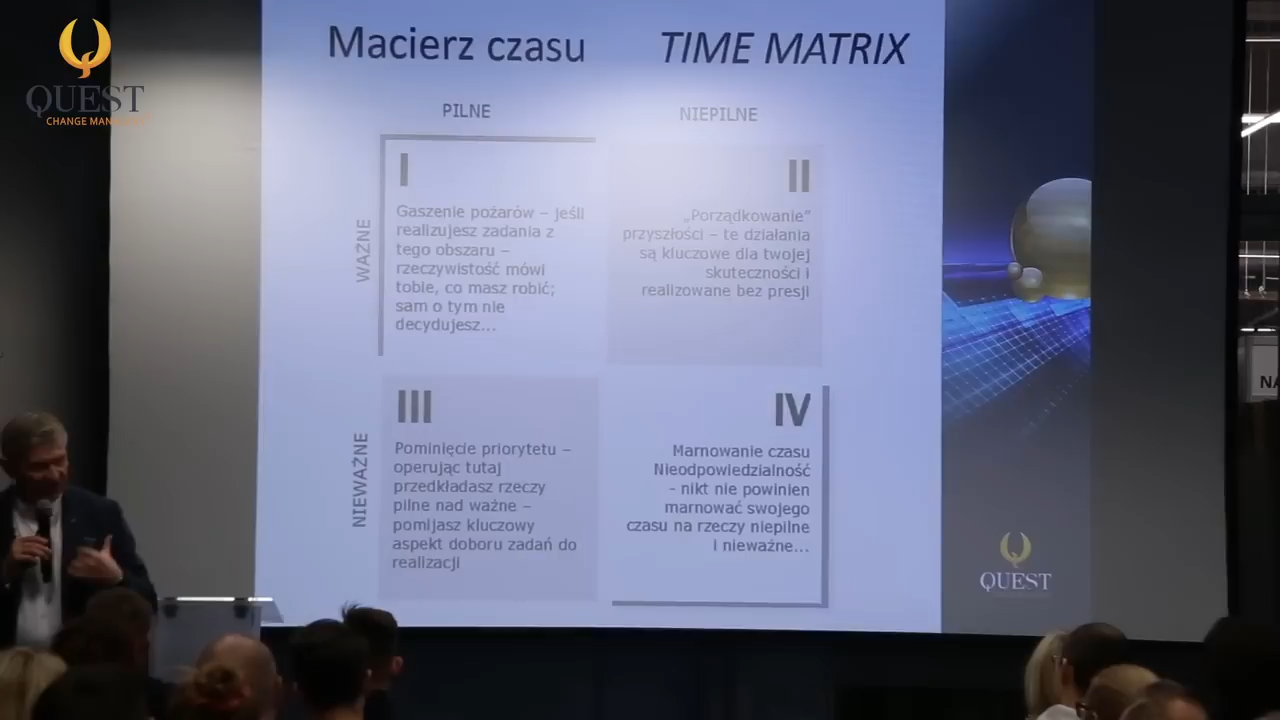 QUEST
CHANGE
Macierz czasu
TIME MATRIX
PILNE
NIEPILNE
WAŻNE
I
Gaszenie pożarów – jeśli
realizujesz zadania z
tego obszaru –
rzeczywistość mówi
tobie, co masz robić;
sam o tym nie
decydujesz...
II
„Porządkowanie”
przyszłości – te działania
są kluczowe dla twojej
skuteczności i
realizowane bez presji
NIEWAŻNE
III
Pominięcie priorytetu –
operując tutaj
przedkładasz rzeczy
pilne nad ważne –
pomijasz kluczowy
aspekt doboru zadań do
realizacji
IV
Marnowanie czasu
Nieodpowiedzialność
- nikt nie powinien
marnować swojego
czasu na rzeczy niepilne
i nieważne...
QUEST